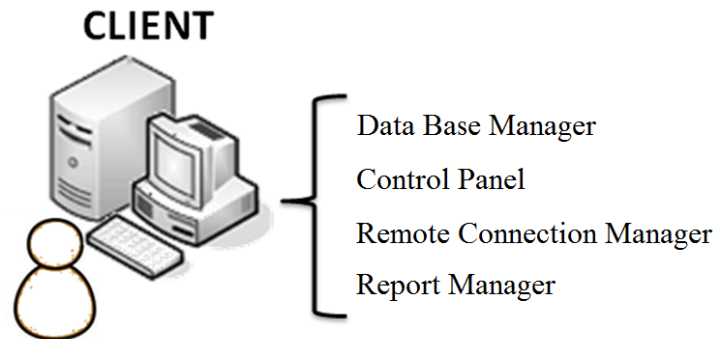 CLIENT
Data Base Manager
Control Panel
Remote Connection Manager
Report Manager